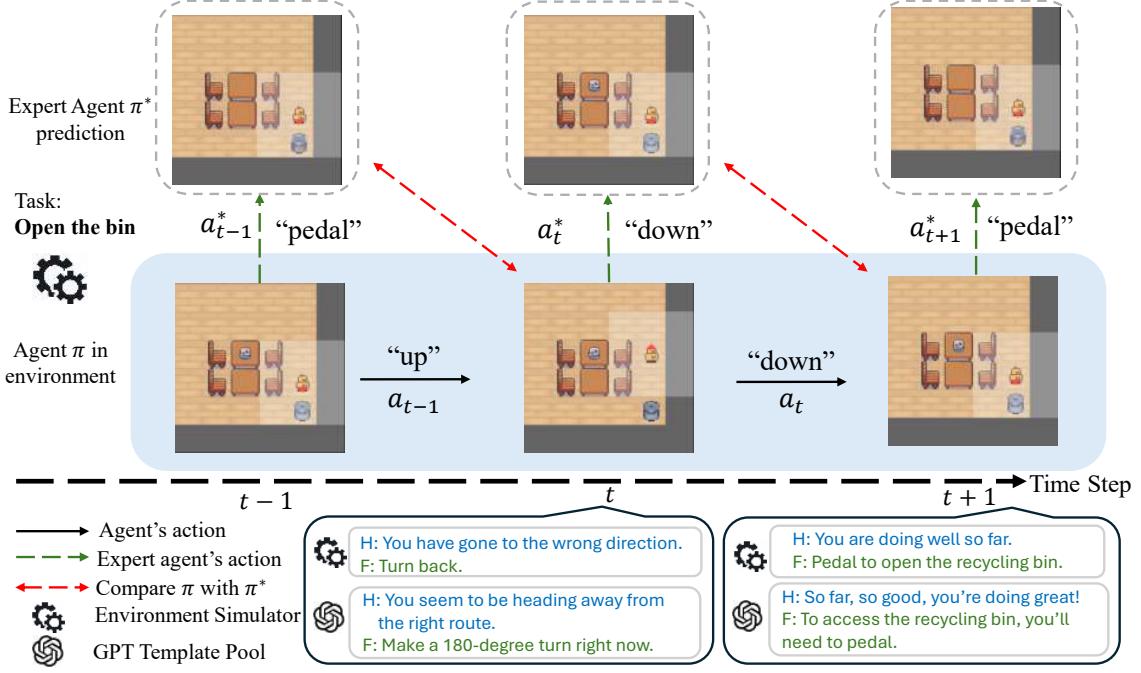 Expert Agent π*
prediction
Task:
Open the bin
a*_{t-1}
“pedal”
a*_t
“down”
a*_{t+1}
“pedal”
Agent π in
environment
“up”
a_{t-1}
“down”
a_t
t − 1
t
t + 1
Time Step
Agent's action
Expert agent's action
Compare π with π*
Environment Simulator
GPT Template Pool
H: You have gone to the wrong direction.
F: Turn back.
H: You seem to be heading away from
the right route.
F: Make a 180-degree turn right now.
H: You are doing well so far.
F: Pedal to open the recycling bin.
H: So far, so good, you're doing great!
F: To access the recycling bin, you'll
need to pedal.